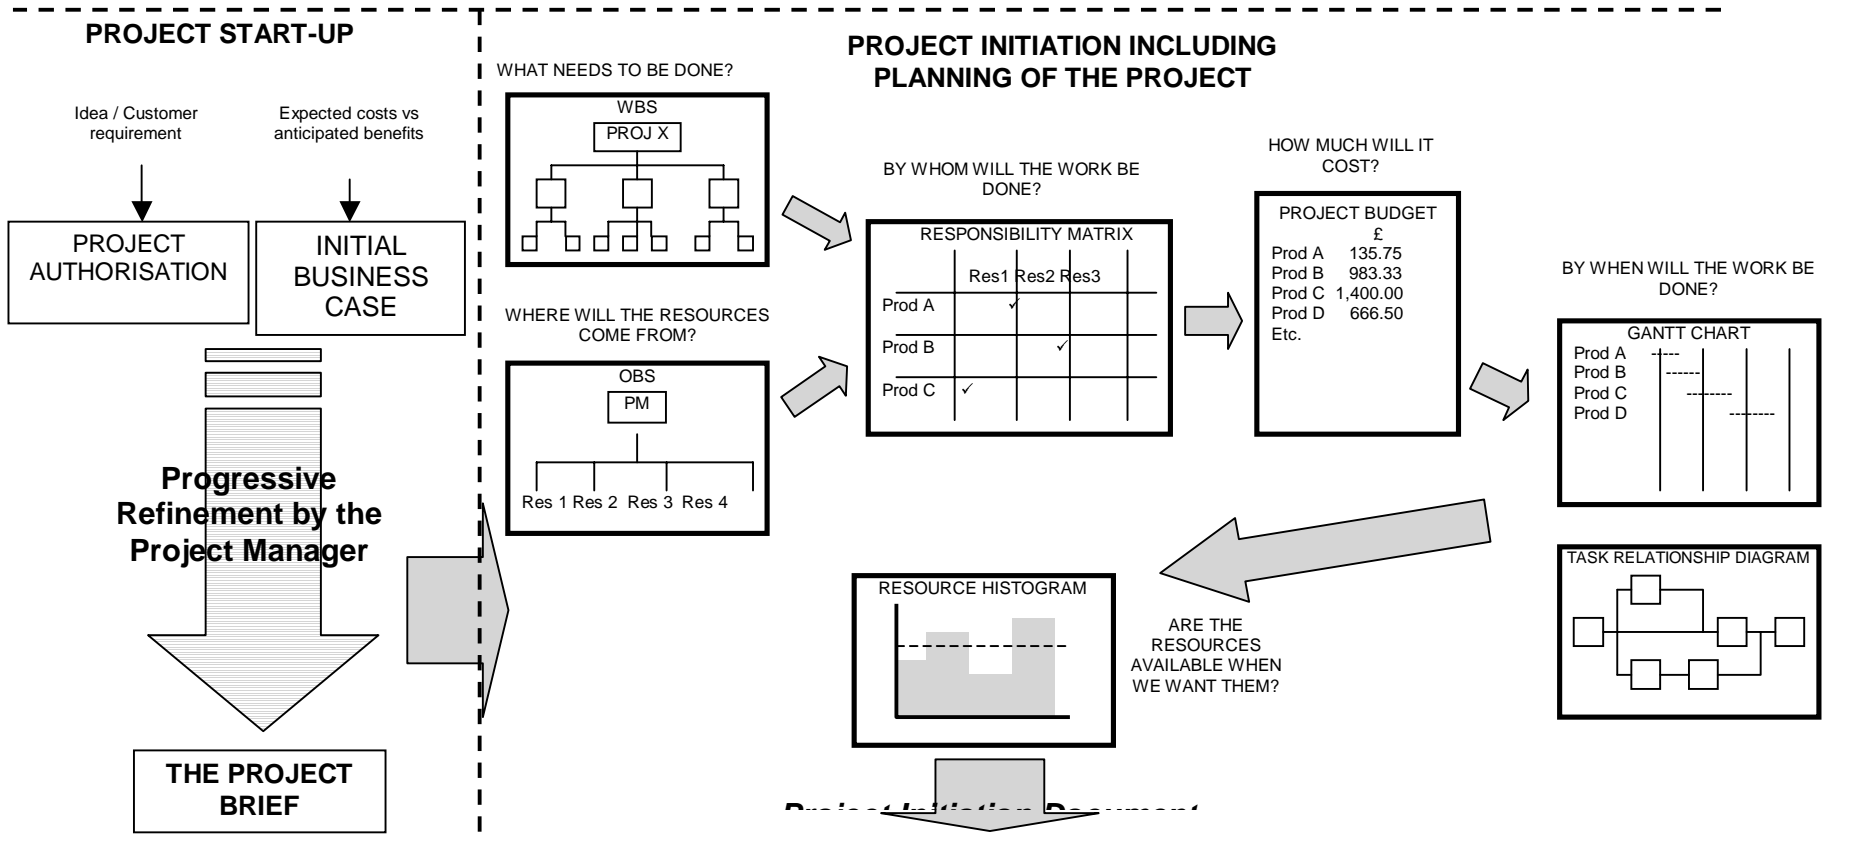 PROJECT START-UP
Idea / Customer
requirement
Expected costs vs
anticipated benefits
PROJECT
AUTHORISATION
INITIAL
BUSINESS
CASE
Progressive
Refinement by the
Project Manager
THE PROJECT
BRIEF
PROJECT INITIATION INCLUDING
PLANNING OF THE PROJECT
WHAT NEEDS TO BE DONE?
WBS
PROJ X
WHERE WILL THE RESOURCES
COME FROM?
OBS
PM
Res 1 Res 2 Res 3 Res 4
BY WHOM WILL THE WORK BE
DONE?
RESPONSIBILITY MATRIX
Res1 Res2 Res3
Prod A
Prod B
Prod C
HOW MUCH WILL IT
COST?
PROJECT BUDGET
£
Prod A 135.75
Prod B 983.33
Prod C 1,400.00
Prod D 666.50
Etc.
BY WHEN WILL THE WORK BE
DONE?
GANTT CHART
Prod A
Prod B
Prod C
Prod D
TASK RELATIONSHIP DIAGRAM
RESOURCE HISTOGRAM
ARE THE
RESOURCES
AVAILABLE WHEN
WE WANT THEM?
Project Initiation Document